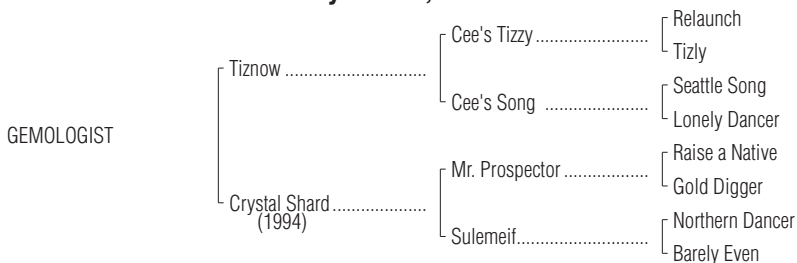 Relaunch
Cee's Tizzy ........................
Tizly
Tiznow ..............................
Seattle Song
Cee's Song ......................
Lonely Dancer
GEMOLOGIST
Raise a Native
Mr. Prospector ..................
Gold Digger
Crystal Shard....................
(1994)
Northern Dancer
Sulemeif............................
Barely Even